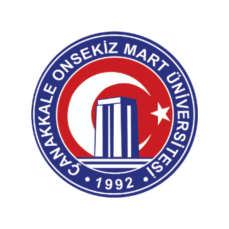 ÇANAKKALE ONSEKİZ MART ÜNİVERSİTESİ
• 1992 •